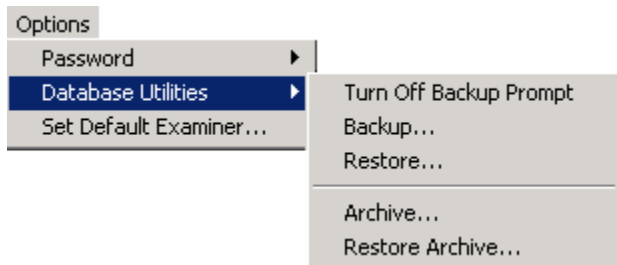 Options
Password
Database Utilities
Set Default Examiner...
Turn Off Backup Prompt
Backup...
Restore...
Archive...
Restore Archive...